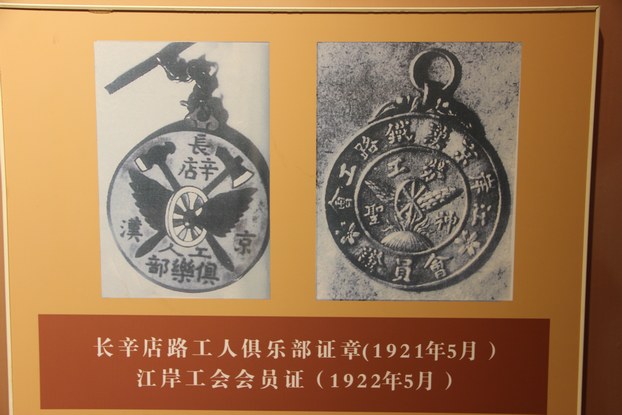 長
辛店
京漢
工人
俱樂部
江岸京
鐵路工會
工
神
會員證
长辛店路工人俱乐部证章(1921年5月)
江岸工会会员证（1922年5月）